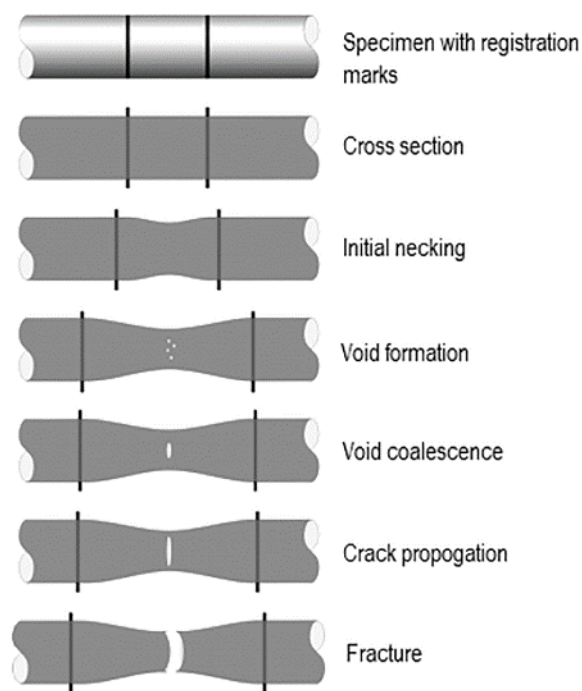 Specimen with registration
marks
Cross section
Initial necking
Void formation
Void coalescence
Crack propogation
Fracture